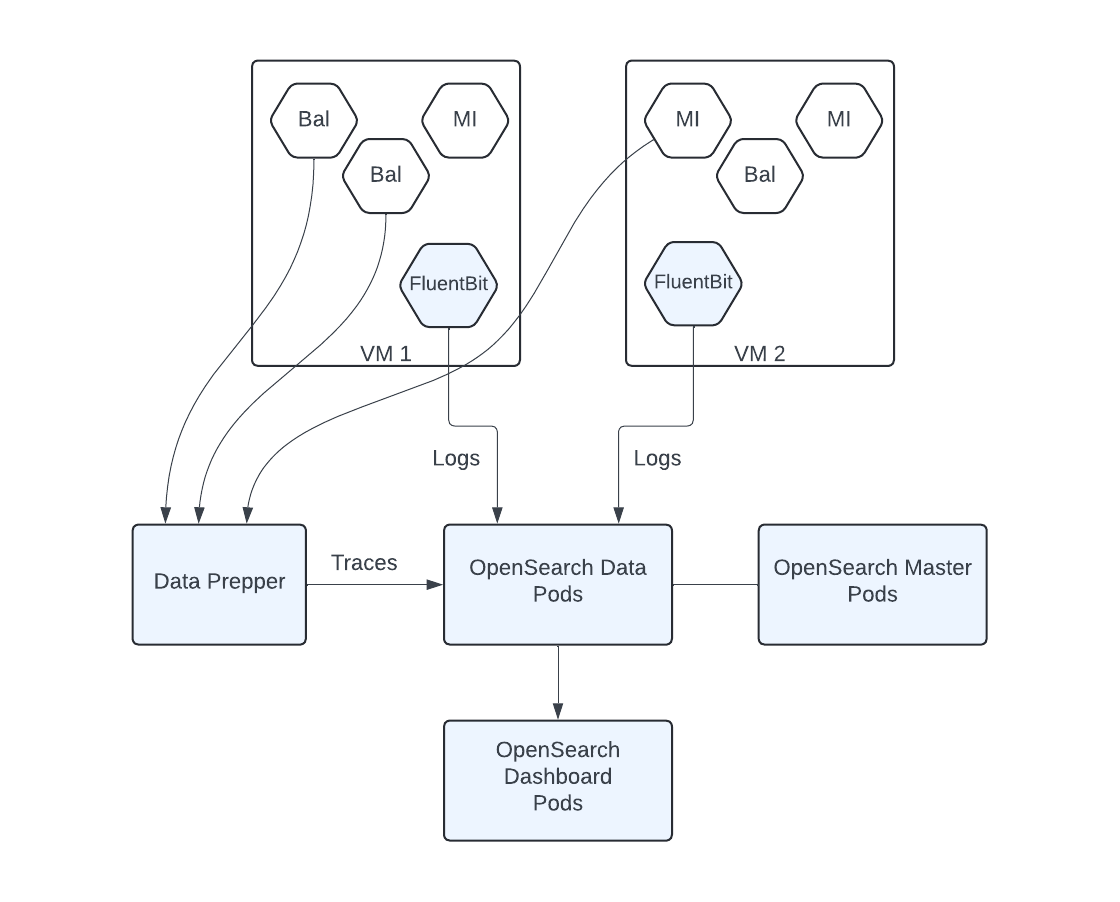 Bal
MI
Bal
FluentBit
VM 1
MI
MI
Bal
FluentBit
VM 2
Logs
Logs
Data Prepper
Traces
OpenSearch Data
Pods
OpenSearch Master
Pods
OpenSearch
Dashboard
Pods